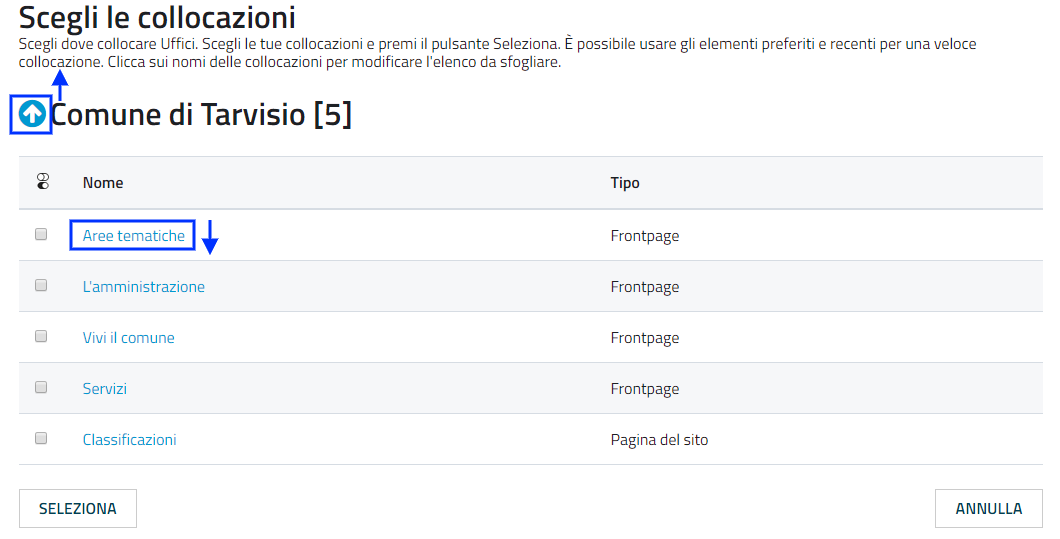 Scegli le collocazioni
Scegli dove collocare Uffici. Scegli le tue collocazioni e premi il pulsante Seleziona. È possibile usare gli elementi preferiti e recenti per una veloce
collocazione. Clicca sui nomi delle collocazioni per modificare l'elenco da sfogliare.
Comune di Tarvisio [5]
Nome Tipo
Aree tematiche Frontpage
L'amministrazione Frontpage
Vivi il comune Frontpage
Servizi Frontpage
Classificazioni Pagina del sito
SELEZIONA ANNULLA